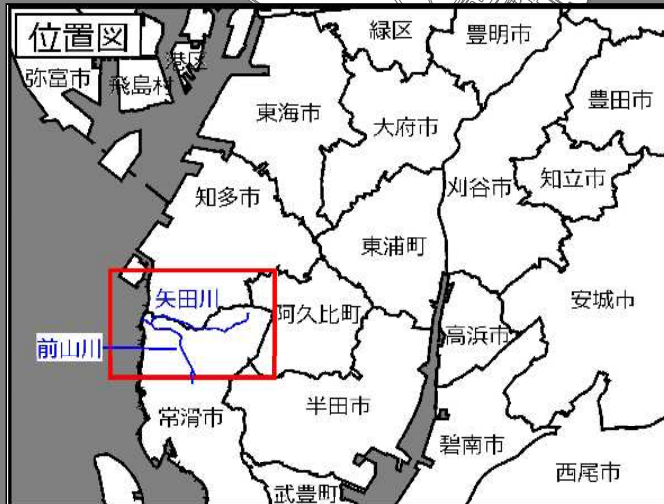 位置図
緑区
豊明市
港区
弥富市
飛島村
豊田市
東海市
大府市
知立市
刈谷市
知多市
東浦町
矢田川
阿久比町
安城市
高浜市
前山川
半田市
常滑市
碧南市
西尾市
武豊町